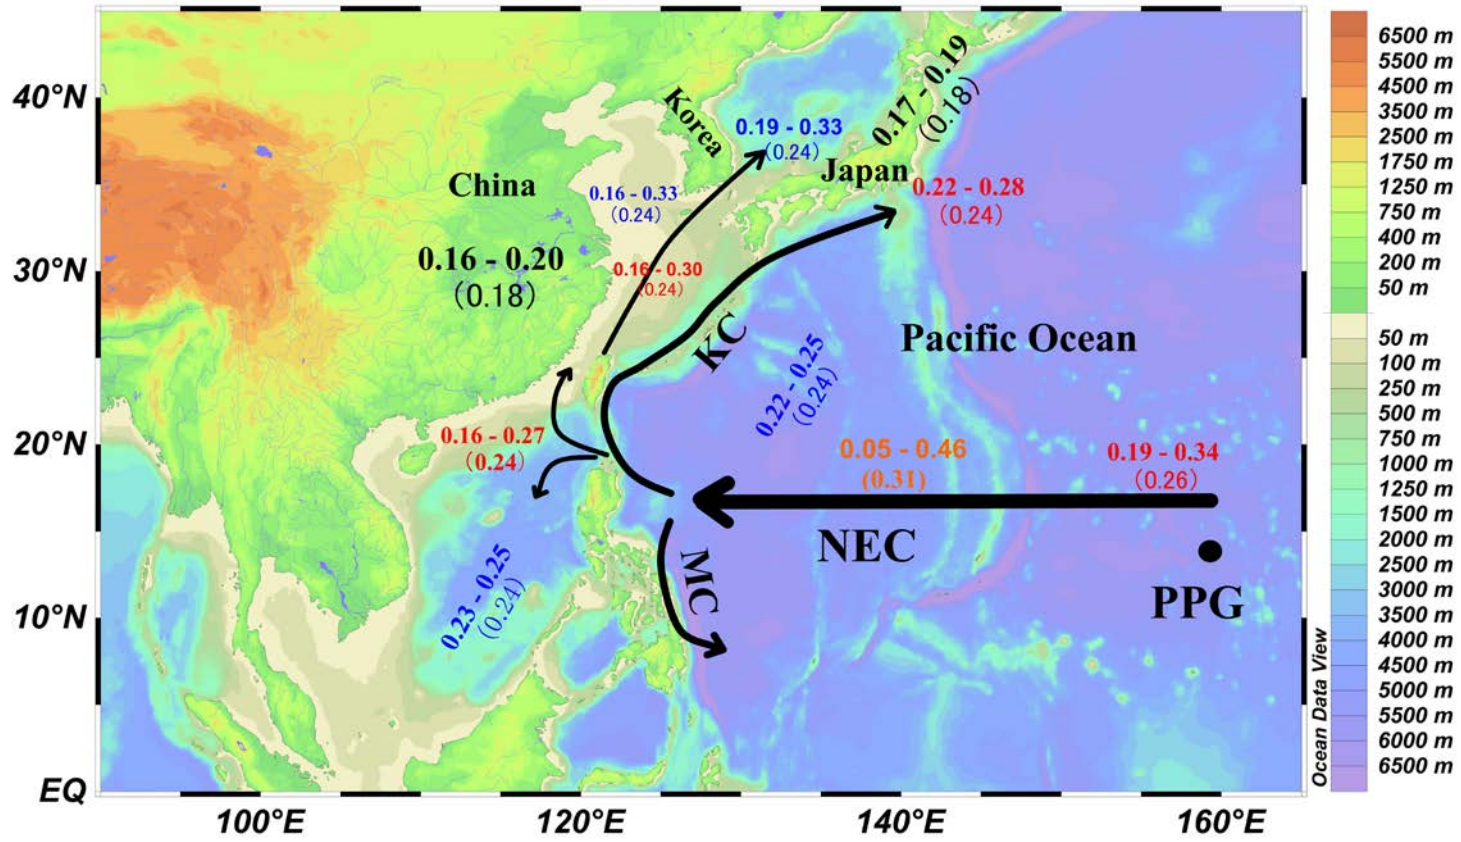 40°N
30°N
20°N
10°N
EQ
100°E
120°E
140°E
160°E
Korea
China
Japan
0.17 - 0.19
(0.18)
0.19 - 0.33
(0.24)
0.16 - 0.33
(0.24)
0.22 - 0.28
(0.24)
0.16 - 0.20
(0.18)
0.16 - 0.30
(0.24)
KC
Pacific Ocean
0.22 - 0.25
(0.24)
0.16 - 0.27
(0.24)
0.05 - 0.46
(0.31)
0.19 - 0.34
(0.26)
NEC
MC
PPG
0.23 - 0.25
(0.24)
Ocean Data View
6500 m
5500 m
4500 m
3500 m
2500 m
1750 m
1250 m
750 m
400 m
200 m
50 m
50 m
100 m
250 m
500 m
750 m
1000 m
1250 m
1500 m
2000 m
2500 m
3000 m
3500 m
4000 m
4500 m
5000 m
5500 m
6000 m
6500 m